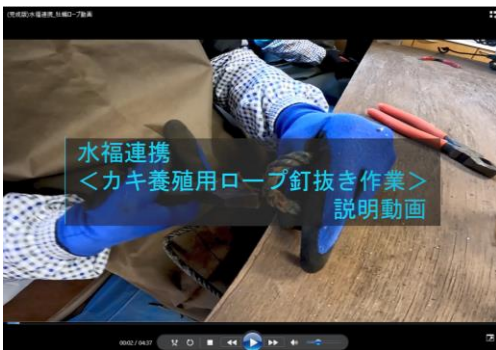 (完成版)水福連携_牡蠣ロープ動画
水福連携
＜カキ養殖用ロープ釘抜き作業＞
説明動画
00:02 / 04:37